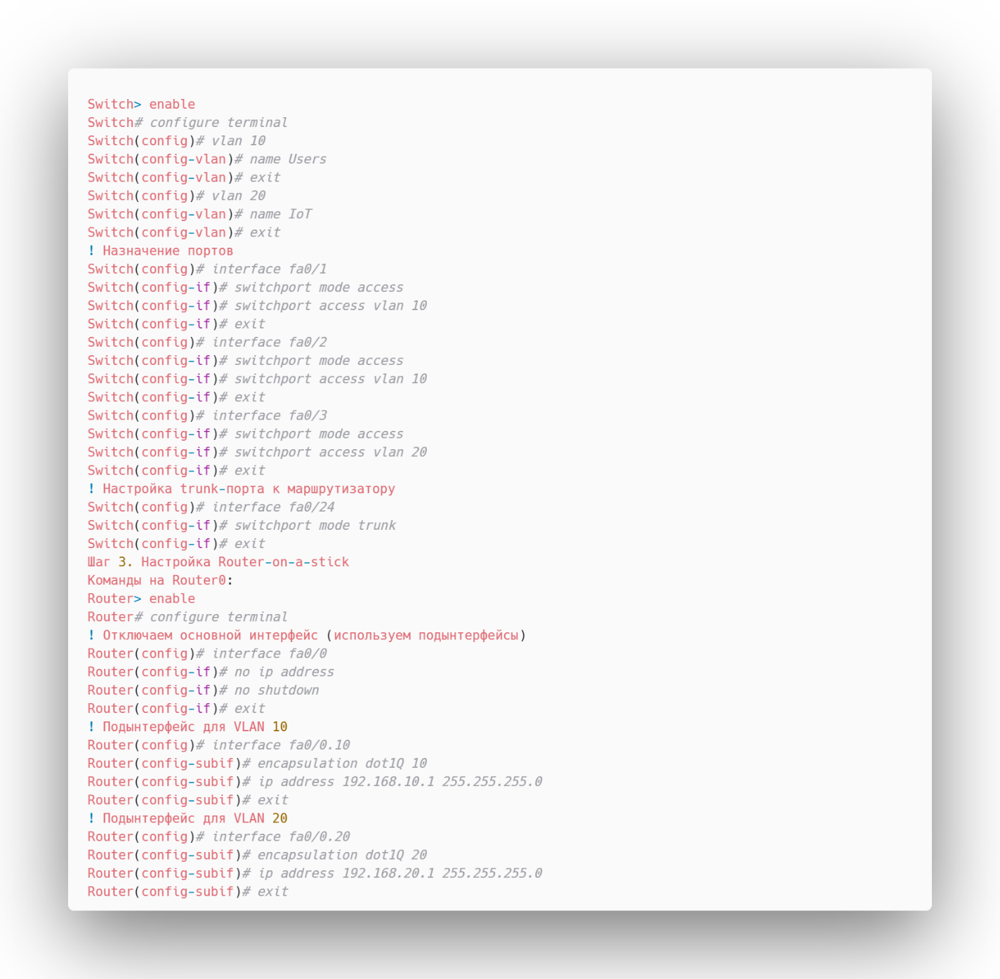 Switch> enable
Switch# configure terminal
Switch(config)# vlan 10
Switch(config-vlan)# name Users
Switch(config-vlan)# exit
Switch(config)# vlan 20
Switch(config-vlan)# name IoT
Switch(config-vlan)# exit
! Назначение портов
Switch(config)# interface fa0/1
Switch(config-if)# switchport mode access
Switch(config-if)# switchport access vlan 10
Switch(config-if)# exit
Switch(config)# interface fa0/2
Switch(config-if)# switchport mode access
Switch(config-if)# switchport access vlan 10
Switch(config-if)# exit
Switch(config)# interface fa0/3
Switch(config-if)# switchport mode access
Switch(config-if)# switchport access vlan 20
Switch(config-if)# exit
! Настройка trunk-порта к маршрутизатору
Switch(config)# interface fa0/24
Switch(config-if)# switchport mode trunk
Switch(config-if)# exit
Шаг 3. Настройка Router-on-a-stick
Команды на Router0:
Router> enable
Router# configure terminal
! Отключаем основной интерфейс (используем подынтерфейсы)
Router(config)# interface fa0/0
Router(config-if)# no ip address
Router(config-if)# no shutdown
Router(config-if)# exit
! Подынтерфейс для VLAN 10
Router(config)# interface fa0/0.10
Router(config-subif)# encapsulation dot1Q 10
Router(config-subif)# ip address 192.168.10.1 255.255.255.0
Router(config-subif)# exit
! Подынтерфейс для VLAN 20
Router(config)# interface fa0/0.20
Router(config-subif)# encapsulation dot1Q 20
Router(config-subif)# ip address 192.168.20.1 255.255.255.0
Router(config-subif)# exit